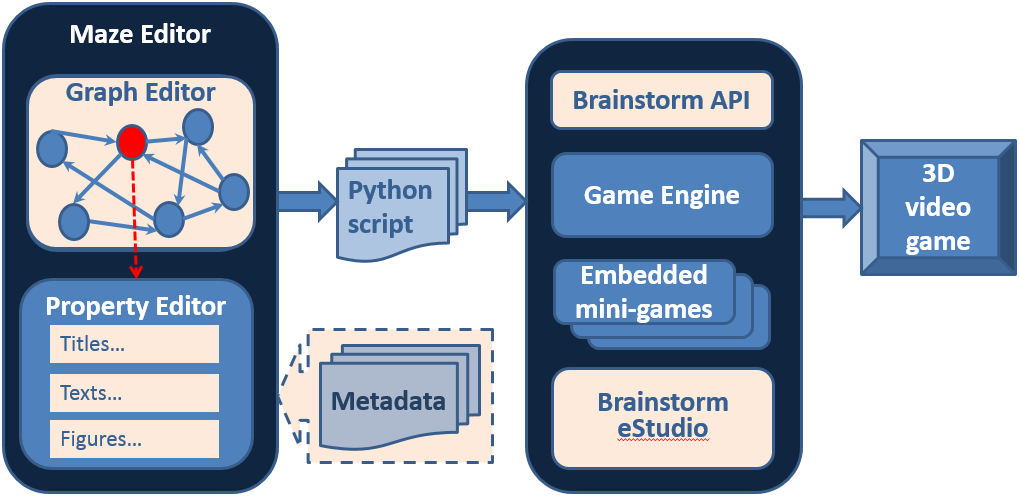 Maze Editor
Graph Editor
Property Editor
Titles...
Texts...
Figures...
Python
script
Metadata
Brainstorm API
Game Engine
Embedded
mini-games
Brainstorm
eStudio
3D
video
game